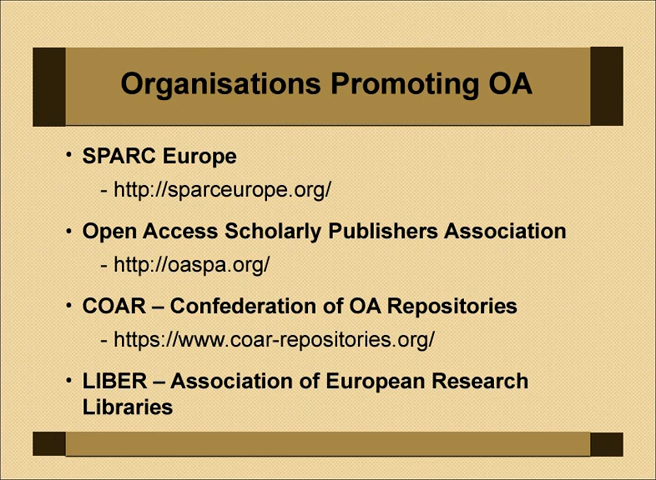 Organisations Promoting OA
• SPARC Europe
- http://sparceurope.org/
• Open Access Scholarly Publishers Association
- http://oaspa.org/
• COAR – Confederation of OA Repositories
- https://www.coar-repositories.org/
• LIBER – Association of European Research
Libraries